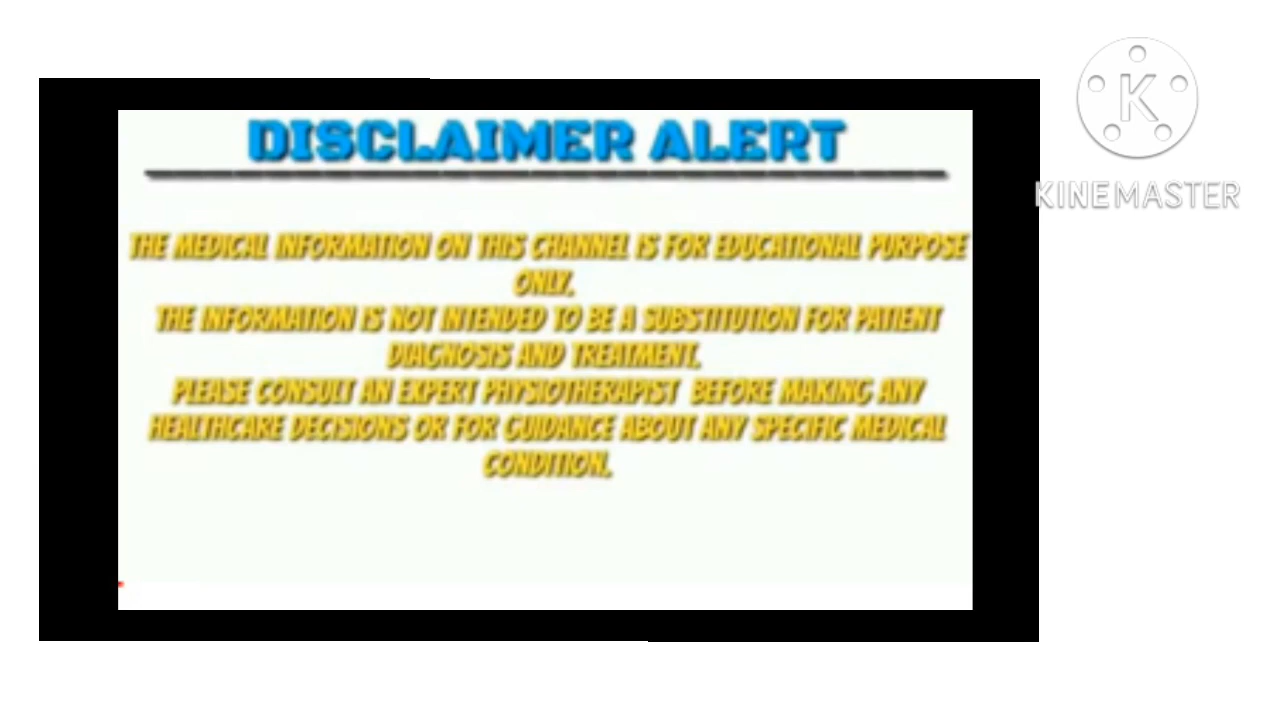 DISCLAIMER ALERT
THE MEDICAL INFORMATION ON THIS CHANNEL IS FOR EDUCATIONAL PURPOSE
ONLY.
THE INFORMATION IS NOT INTENDED TO BE A SUBSTITUTION FOR PATIENT
DIAGNOSIS AND TREATMENT.
PLEASE CONSULT AN EXPERT PHYSIOTHERAPIST BEFORE MAKING ANY
HEALTHCARE DECISIONS OR FOR GUIDANCE ABOUT ANY SPECIFIC MEDICAL
CONDITION.
K
KINEMASTER